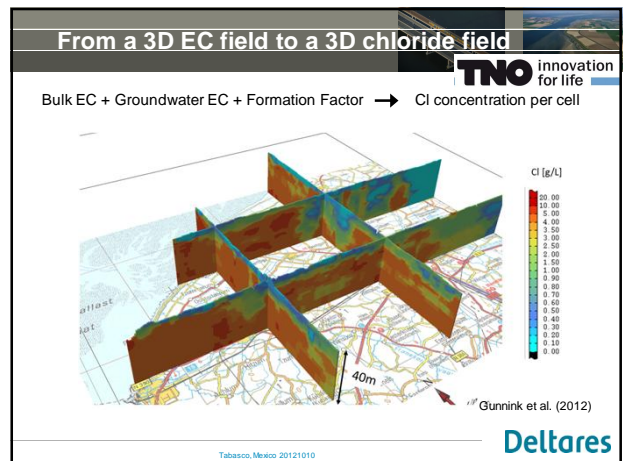 From a 3D EC field to a 3D chloride field
TNO innovation
for life
Bulk EC + Groundwater EC + Formation Factor → Cl concentration per cell
Cl [g/L]
20.00
10.00
5.00
4.00
3.50
3.00
2.50
2.00
1.50
1.00
0.90
0.80
0.70
0.60
0.50
0.40
0.30
0.20
0.10
0.00
40m
Gunnink et al. (2012)
Deltares
Tabasco, Mexico 20121010